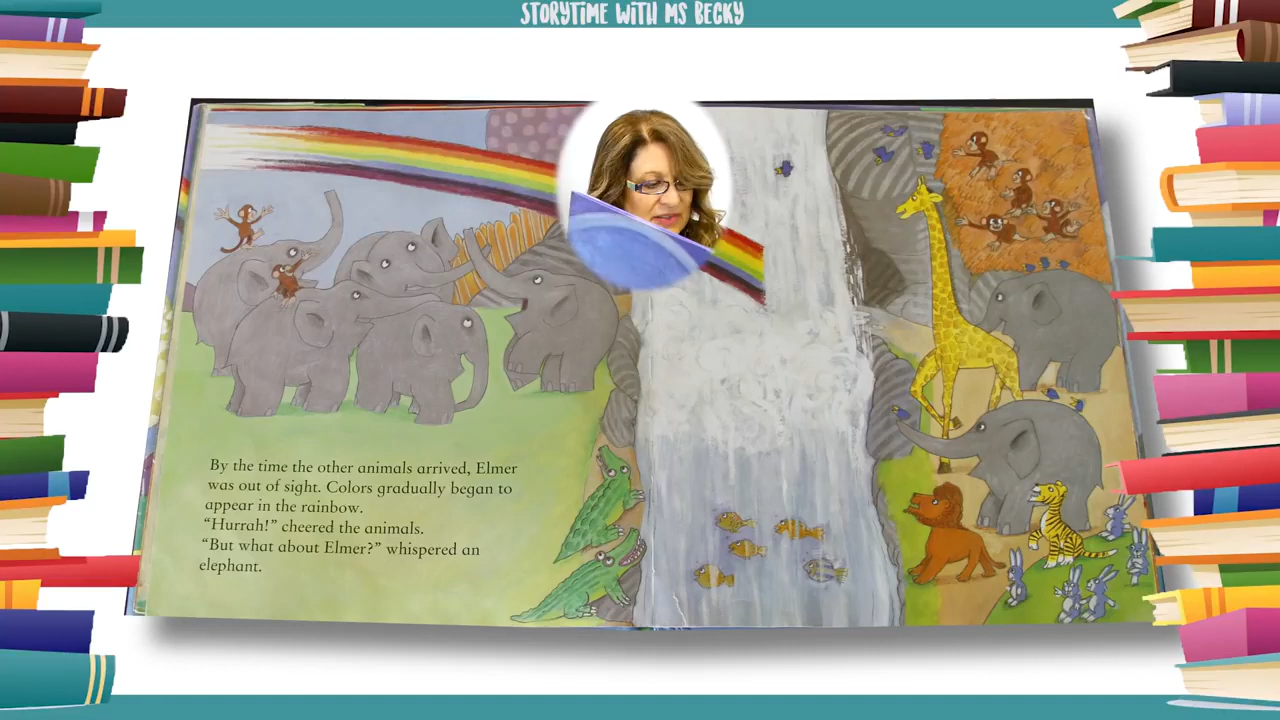 STORYTIME WITH MS BECKY
By the time the other animals arrived, Elmer
was out of sight. Colors gradually began to
appear in the rainbow.
“Hurrah!” cheered the animals.
“But what about Elmer?” whispered an
elephant.